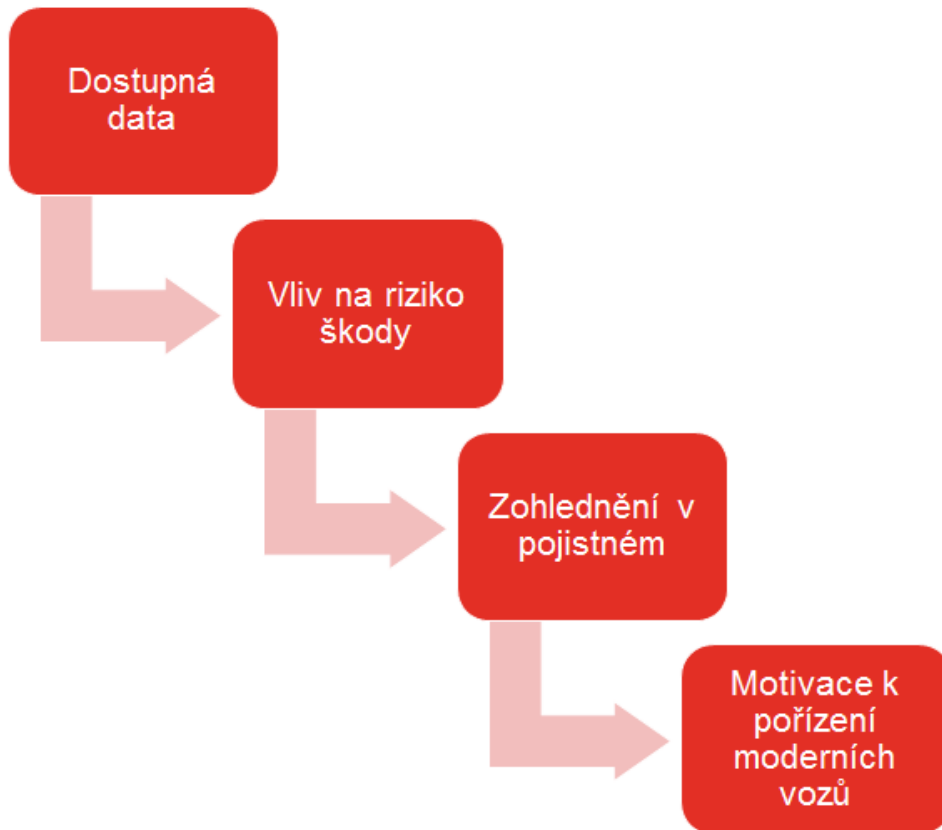 Dostupná
data
Vliv na riziko
škody
Zohlednění v
pojistném
Motivace k
pořízení
moderních
vozů